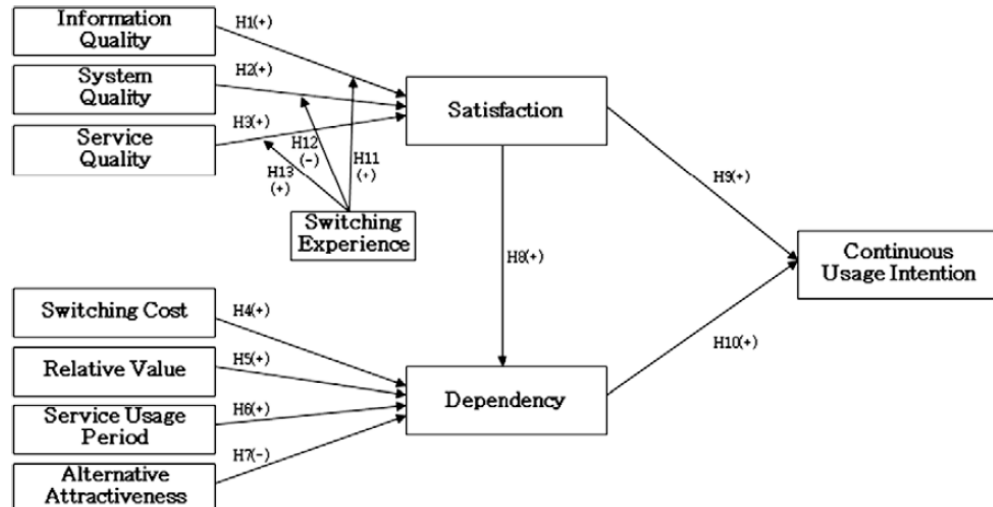 Information
Quality
H1(+)
System
Quality
H2(+)
Service
Quality
H3(+)
Satisfaction
H12
(-)
H11
(+)
H13
(+)
Switching
Experience
H9(+)
H8(+)
Continuous
Usage Intention
Switching Cost
H4(+)
Relative Value
H5(+)
Service Usage
Period
H6(+)
Alternative
Attractiveness
H7(-)
Dependency
H10(+)